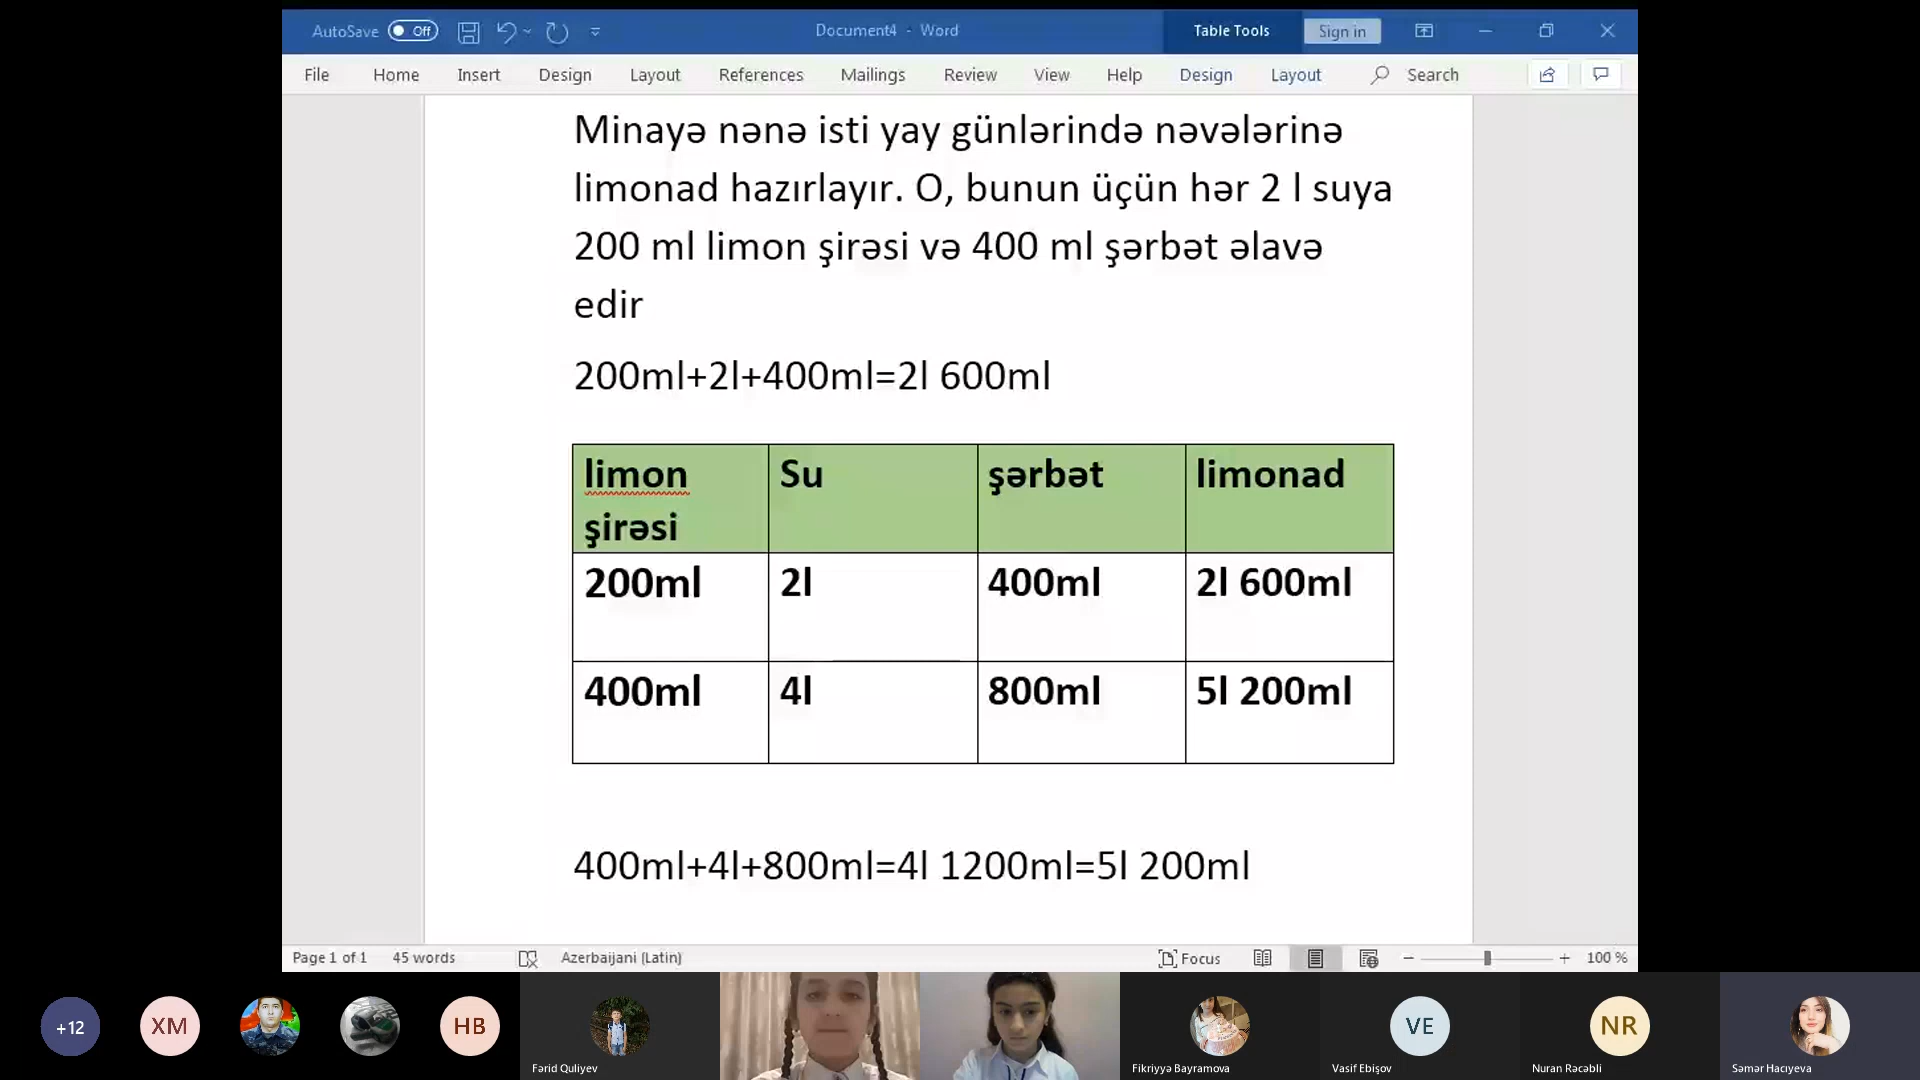 AutoSave Off Document4 - Word Table Tools Sign in
File Home Insert Design Layout References Mailings Review View Help Design Layout Search
Minayə nənə isti yay günlərində nəvələrinə
limonad hazırlayır. O, bunun üçün hər 2 l suya
200 ml limon şirəsi və 400 ml şərbət əlavə
edir
200ml+2l+400ml=2l 600ml
limon şirəsi Su şərbət limonad
200ml 2l 400ml 2l 600ml
400ml 4l 800ml 5l 200ml
400ml+4l+800ml=4l 1200ml=5l 200ml
Page 1 of 1 45 words Azerbaijani (Latin) Focus 100 %
+12 XM HB VE NR
Fərid Quliyev Fikriyyə Bayramova Vasif Ebişov Nuran Rəcəbli Səmər Hacıyeva